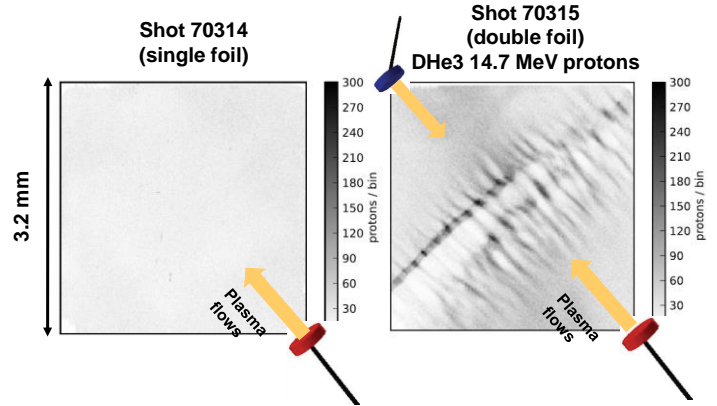 Shot 70314
(single foil)
Shot 70315
(double foil)
DHe3 14.7 MeV protons
3.2 mm
300
270
240
210
180
150
120
90
60
30
protons / bin
Plasma
flows
300
270
240
210
180
150
120
90
60
30
protons / bin
Plasma
flows